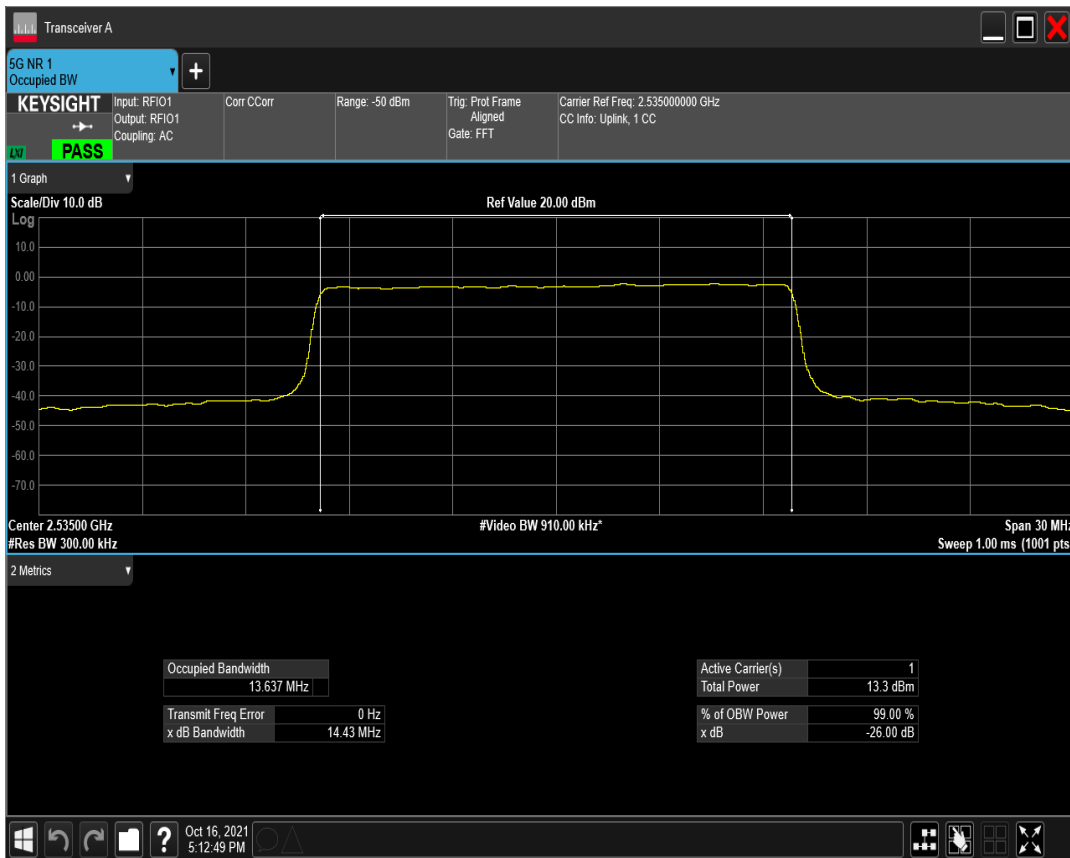 Transceiver A
5G NR 1
Occupied BW
KEYSIGHT
LXI
PASS
Input: RFIO1
Output: RFIO1
Coupling: AC
Corr CCorr
Range: -50 dBm
Trig: Prot Frame
Aligned
Gate: FFT
Carrier Ref Freq: 2.535000000 GHz
CC Info: Uplink, 1 CC
1 Graph
Scale/Div 10.0 dB
Ref Value 20.00 dBm
Log
10.0
0.00
-10.0
-20.0
-30.0
-40.0
-50.0
-60.0
-70.0
Center 2.53500 GHz
#Video BW 910.00 kHz*
Span 30 MHz
#Res BW 300.00 kHz
Sweep 1.00 ms (1001 pts
2 Metrics
Occupied Bandwidth
13.637 MHz
Transmit Freq Error 0 Hz
x dB Bandwidth 14.43 MHz
Active Carrier(s) 1
Total Power 13.3 dBm
% of OBW Power 99.00 %
x dB -26.00 dB
?
Oct 16, 2021
5:12:49 PM